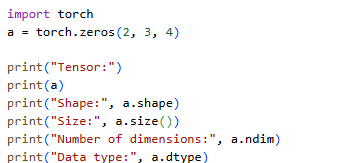 import torch
a = torch.zeros(2, 3, 4)
print("Tensor:")
print(a)
print("Shape:", a.shape)
print("Size:", a.size())
print("Number of dimensions:", a.ndim)
print("Data type:", a.dtype)